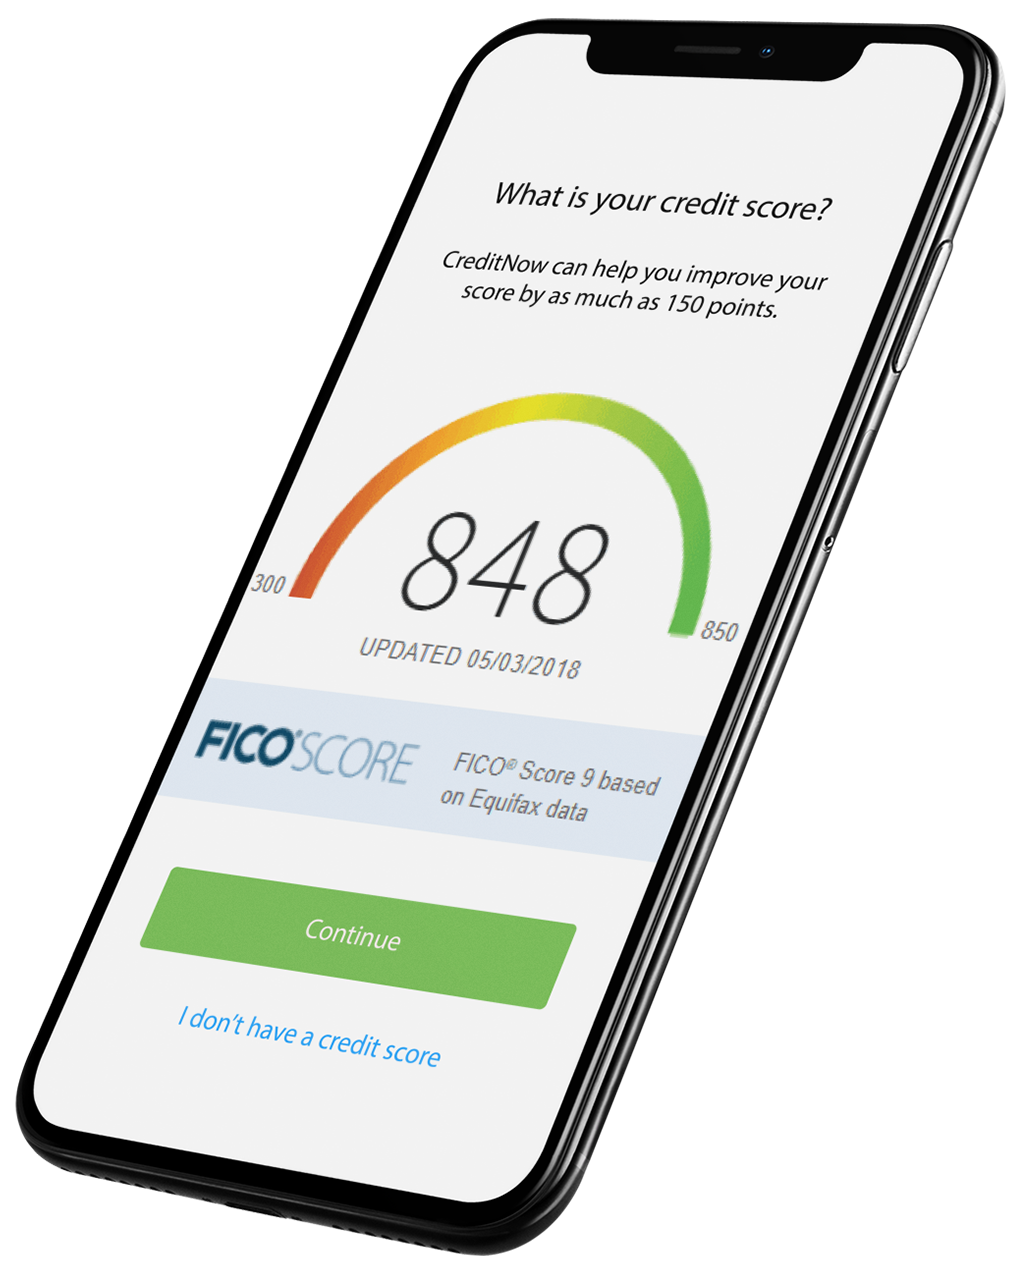 What is your credit score?
CreditNow can help you improve your
score by as much as 150 points.
848
300
850
UPDATED 05/03/2018
FICO® SCORE
FICO® Score 9 based
on Equifax data
Continue
I don't have a credit score